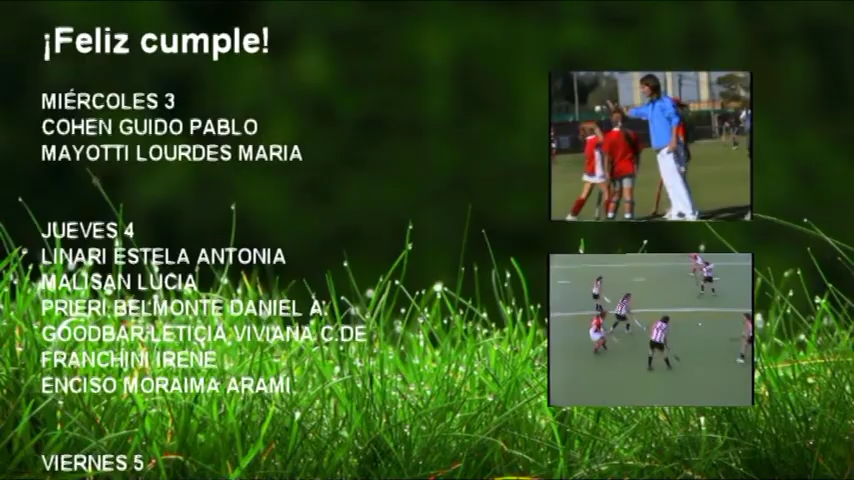 ¡Feliz cumple!
MIÉRCOLES 3
COHEN GUIDO PABLO
MAYOTTI LOURDES MARIA
JUEVES 4
LINARI ESTELA ANTONIA
MALISAN LUCIA
PRIERI BELMONTE DANIEL A.
GOODBAR LETICIA VIVIANA C.DE
FRANCHINI IRENE
ENCISO MORAIMA ARAMI
VIERNES 5